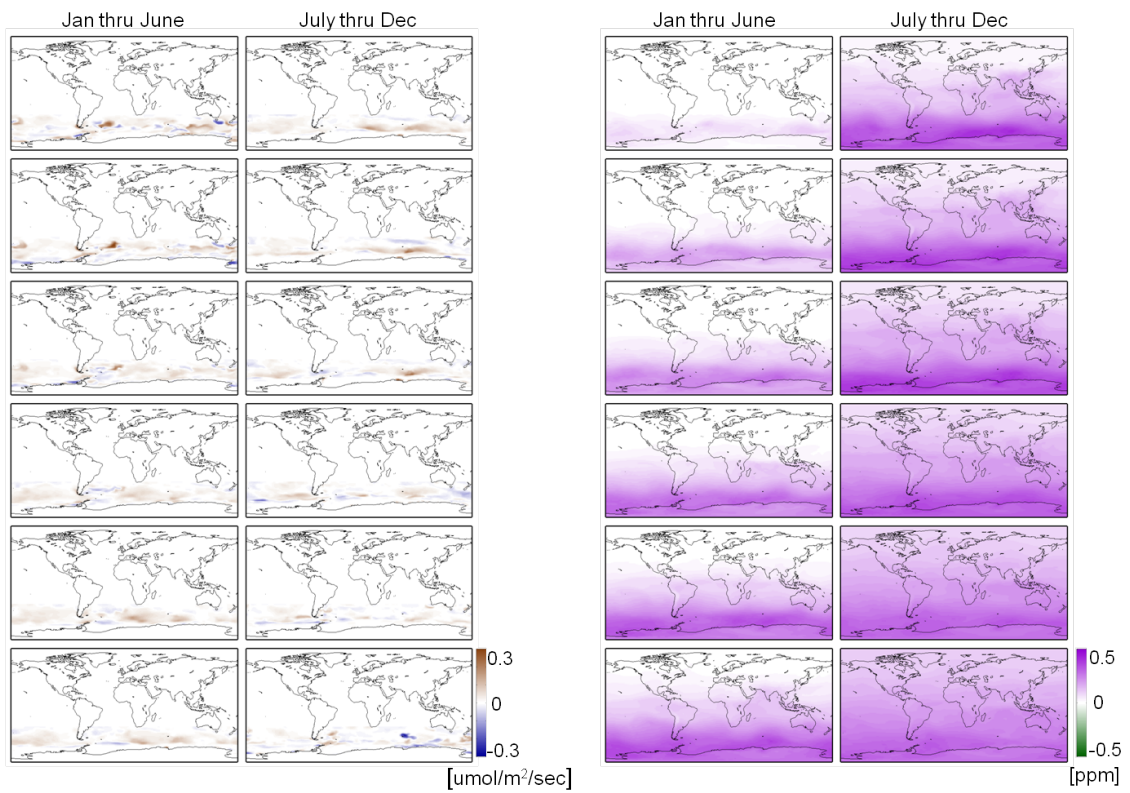 Jan thru June
July thru Dec
Jan thru June
July thru Dec
0.3
0
-0.3
[umol/m²/sec]
0.5
0
-0.5
[ppm]